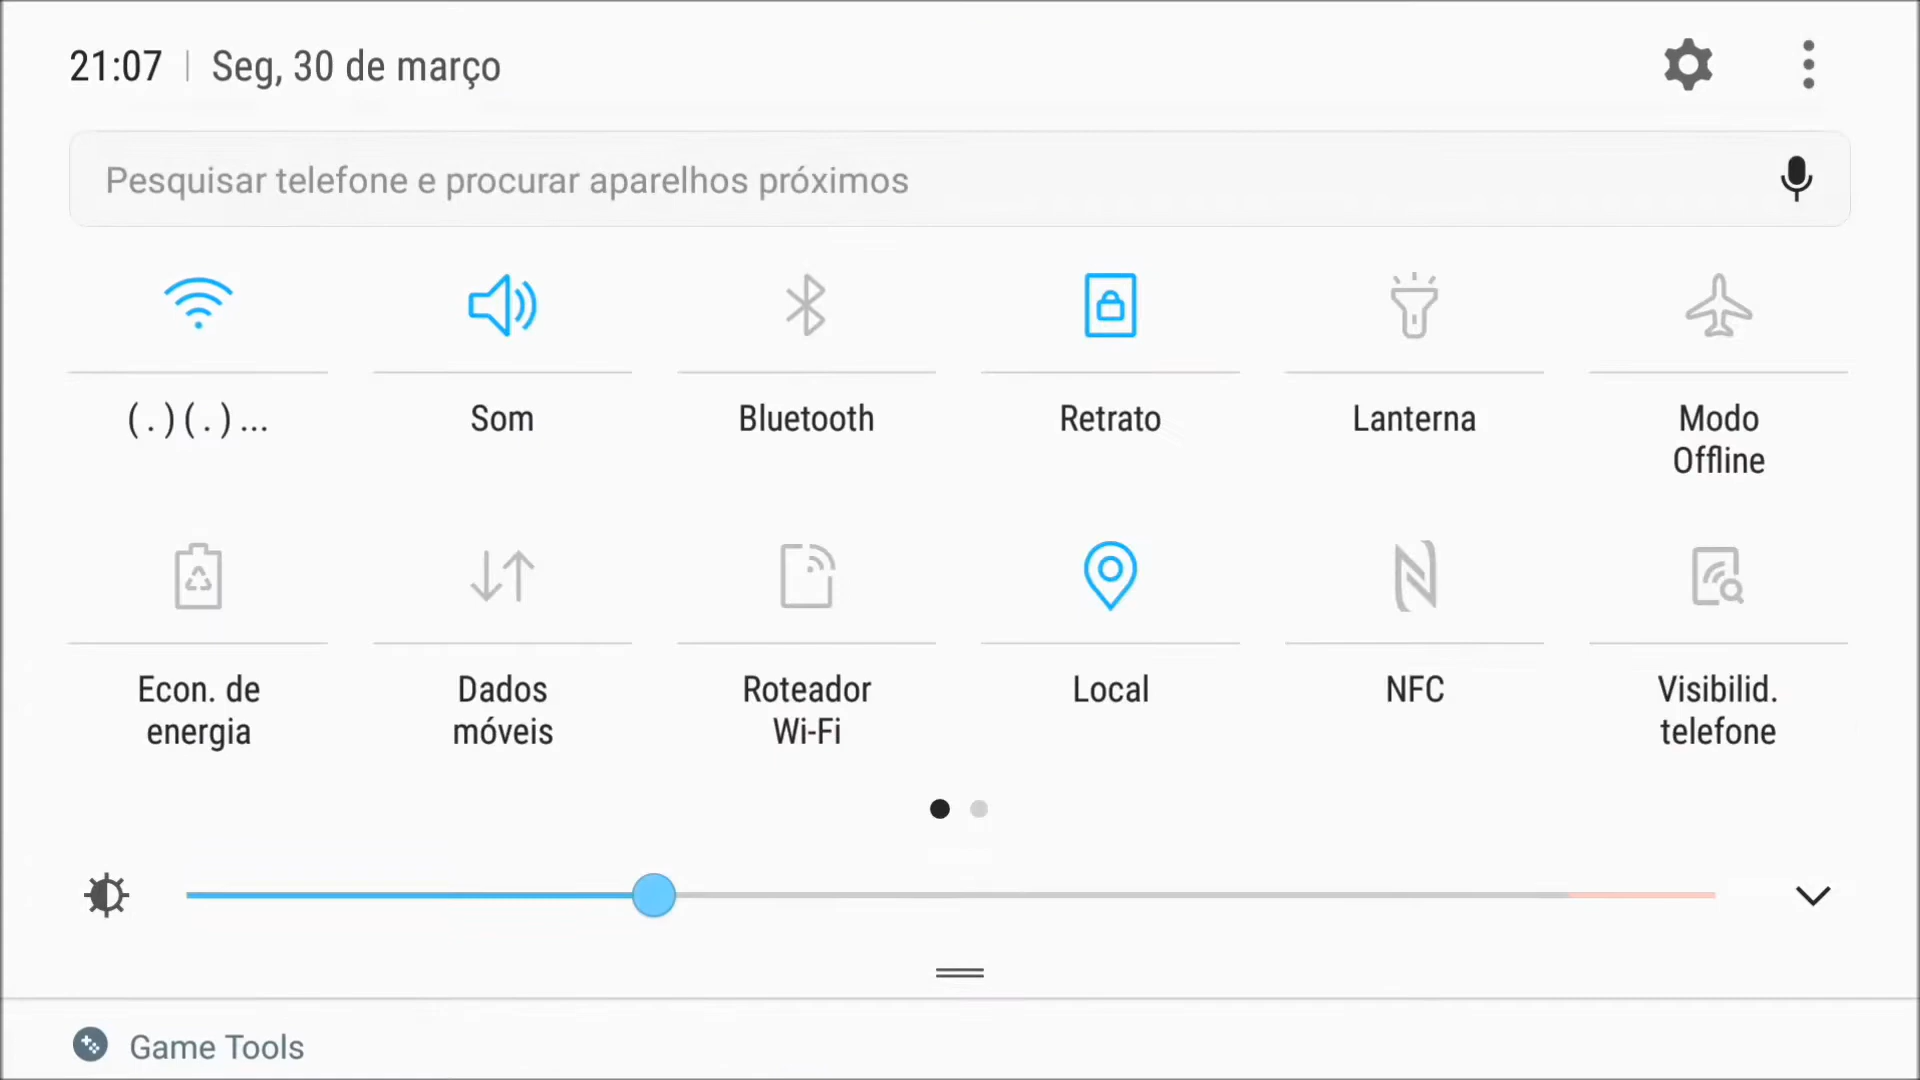 21:07 | Seg, 30 de março
Pesquisar telefone e procurar aparelhos próximos
(.)(.)...
Som
Bluetooth
Retrato
Lanterna
Modo
Offline
Econ. de
energia
Dados
móveis
Roteador
Wi-Fi
Local
NFC
Visibilid.
telefone
Game Tools